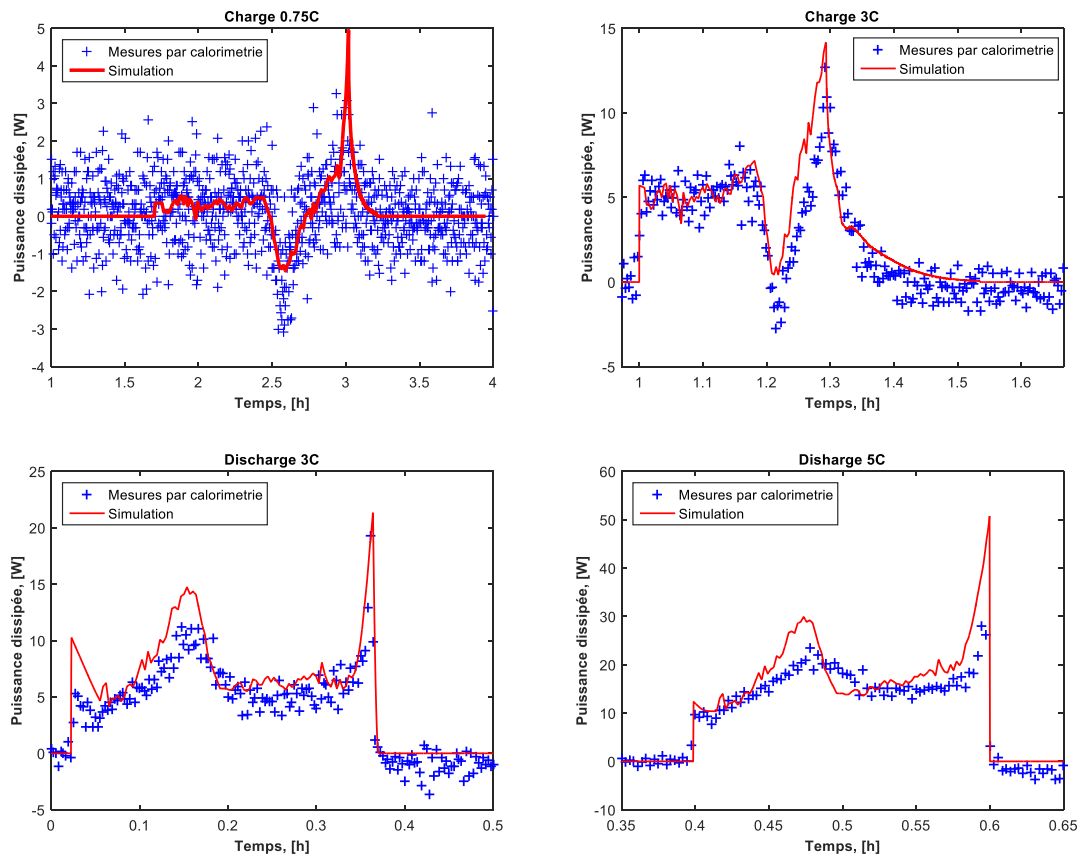 Charge 0.75C
Mesures par calorimetrie
Simulation
Puissance dissipée, [W]
5
4
3
2
1
0
-1
-2
-3
-4
1
1.5
2
2.5
3
3.5
4
Temps, [h]
Charge 3C
Mesures par calorimetrie
Simulation
Puissance dissipée, [W]
15
10
5
0
-5
1
1.1
1.2
1.3
1.4
1.5
1.6
Temps, [h]
Discharge 3C
Mesures par calorimetrie
Simulation
Puissance dissipée, [W]
25
20
15
10
5
0
-5
0
0.1
0.2
0.3
0.4
0.5
Temps, [h]
Disharge 5C
Mesures par calorimetrie
Simulation
Puissance dissipée, [W]
60
50
40
30
20
10
0
-10
0.35
0.4
0.45
0.5
0.55
0.6
0.65
Temps, [h]